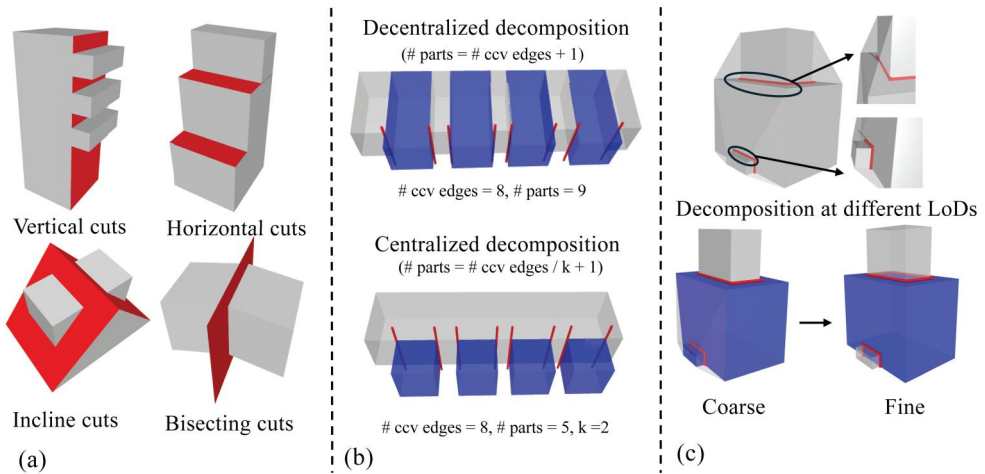 Vertical cuts
Horizontal cuts
Incline cuts
Bisecting cuts
(a)
Decentralized decomposition
(# parts = # ccv edges + 1)
# ccv edges = 8, # parts = 9
Centralized decomposition
(# parts = # ccv edges / k + 1)
# ccv edges = 8, # parts = 5, k =2
(b)
Decomposition at different LoDs
Coarse
Fine
(c)